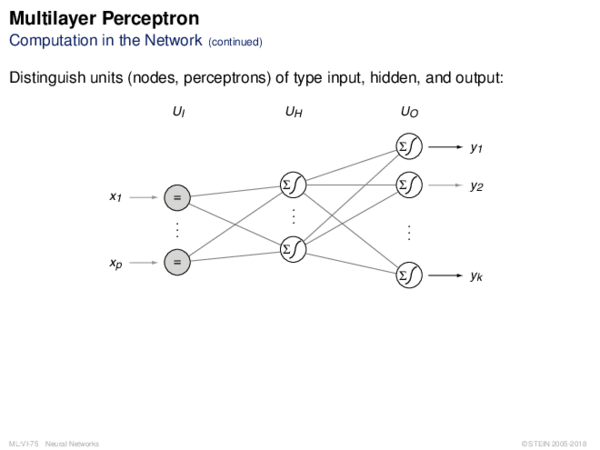 Multilayer Perceptron
Computation in the Network (continued)
Distinguish units (nodes, perceptrons) of type input, hidden, and output:
U_I U_H U_O
Σ∫ y_1
x_1 = Σ∫ Σ∫ y_2
⋮ ⋮ ⋮
x_p = Σ∫ Σ∫ y_k
ML:VI-75 Neural Networks © STEIN 2005-2018